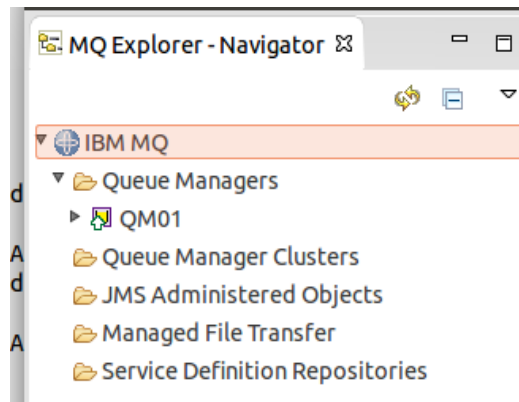 MQ Explorer - Navigator
IBM MQ
Queue Managers
d
QM01
A
Queue Manager Clusters
d
JMS Administered Objects
A
Managed File Transfer
Service Definition Repositories